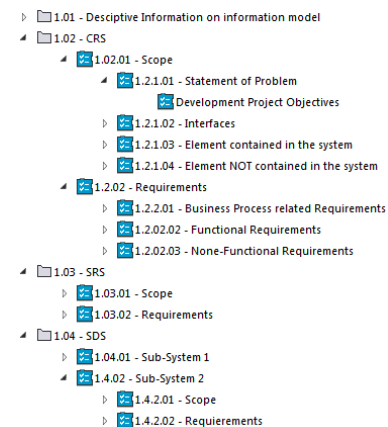 1.01 - Desciptive Information on information model
1.02 - CRS
1.02.01 - Scope
1.2.1.01 - Statement of Problem
Development Project Objectives
1.2.1.02 - Interfaces
1.2.1.03 - Element contained in the system
1.2.1.04 - Element NOT contained in the system
1.2.02 - Requirements
1.2.2.01 - Business Process related Requirements
1.2.02.02 - Functional Requirements
1.2.02.03 - None-Functional Requirements
1.03 - SRS
1.03.01 - Scope
1.03.02 - Requirements
1.04 - SDS
1.04.01 - Sub-System 1
1.4.02 - Sub-System 2
1.4.2.01 - Scope
1.4.2.02 - Requierements